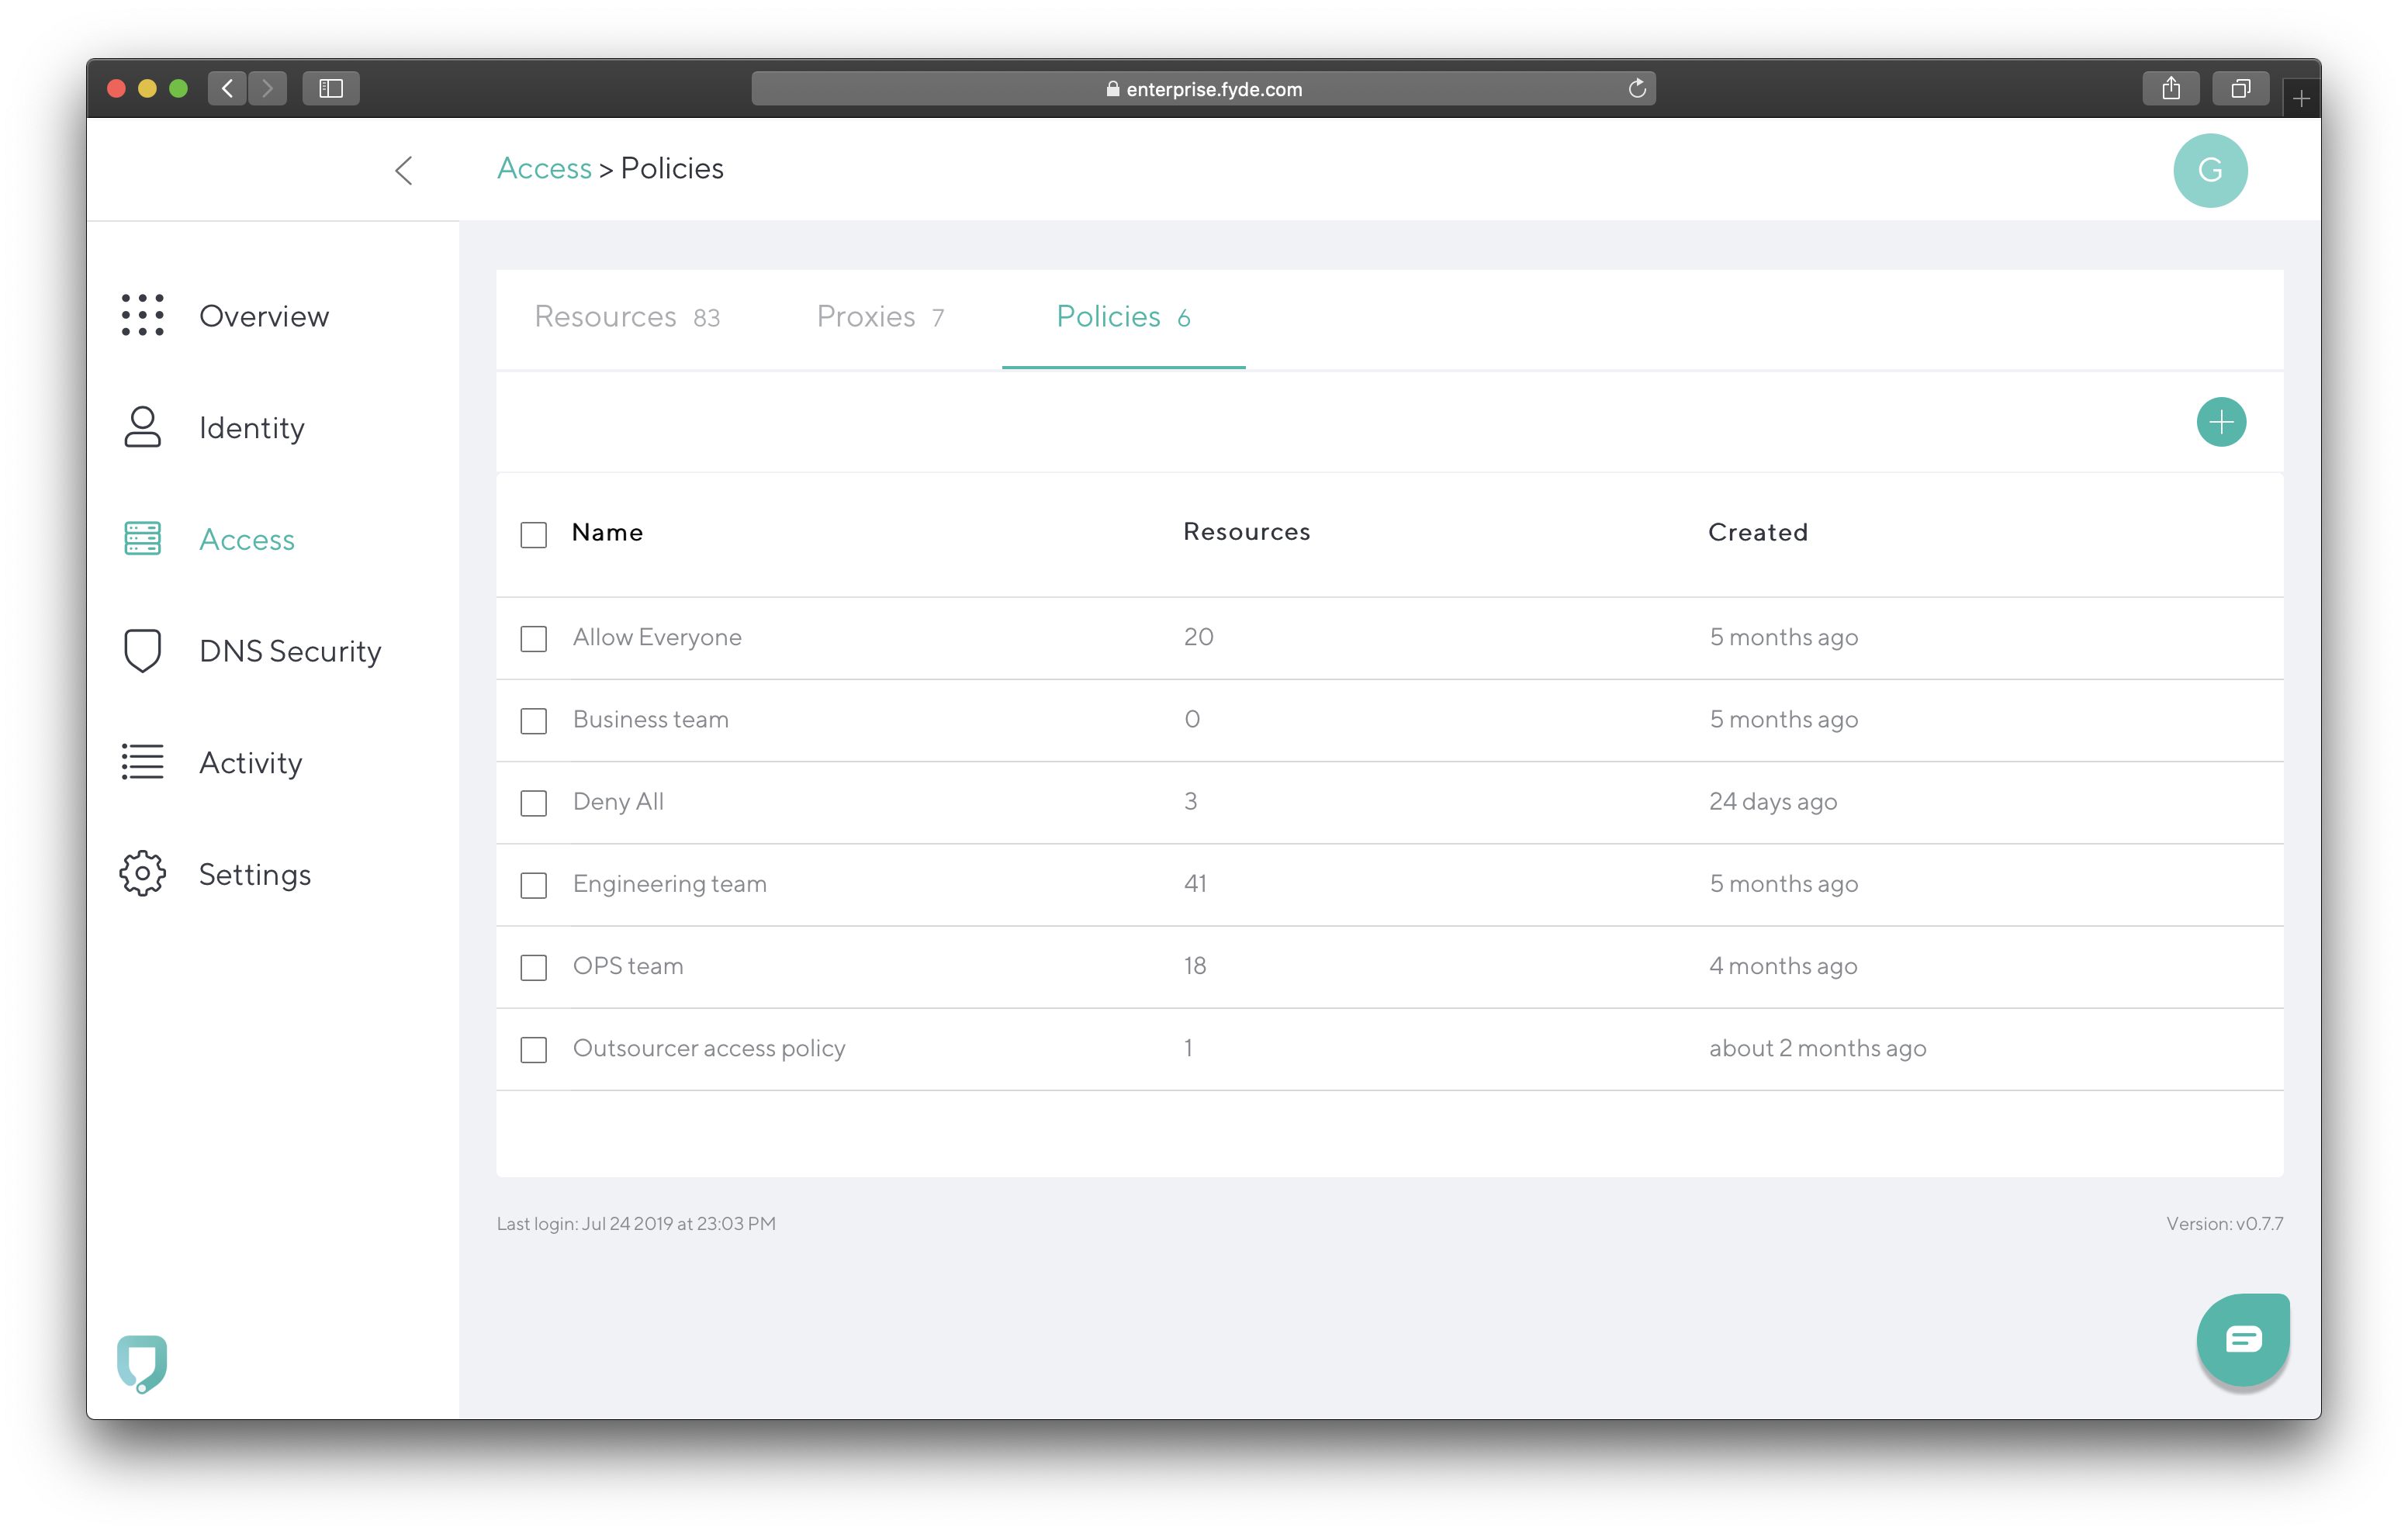 enterprise.fyde.com
Access > Policies
G
Overview
Identity
Access
DNS Security
Activity
Settings
Resources 83 Proxies 7 Policies 6
Name Resources Created
Allow Everyone 20 5 months ago
Business team 0 5 months ago
Deny All 3 24 days ago
Engineering team 41 5 months ago
OPS team 18 4 months ago
Outsourcer access policy 1 about 2 months ago
Last login: Jul 24 2019 at 23:03 PM Version: v0.7.7